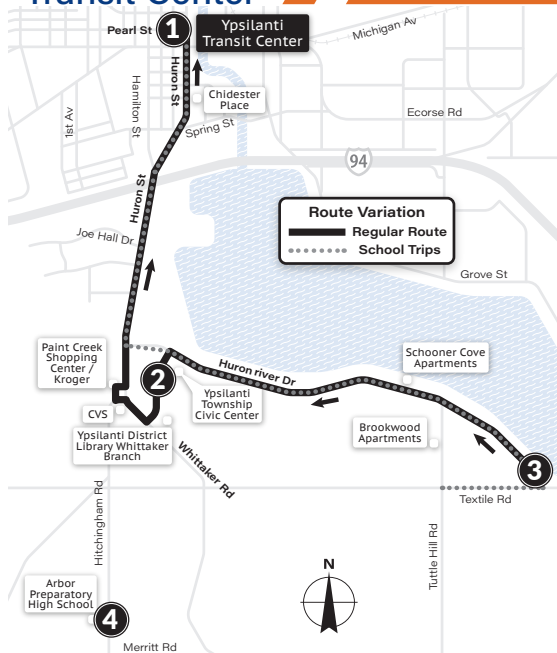 Transit Center
Pearl St
1
Ypsilanti
Transit Center
Michigan Av
Huron St
Chidester
Place
Hamilton St
1st Av
Spring St
Ecorse Rd
94
Huron St
Route Variation
Regular Route
School Trips
Joe Hall Dr
Grove St
Paint Creek
Shopping
Center /
Kroger
2
Huron river Dr
Schooner Cove
Apartments
Ypsilanti
Township
Civic Center
CVS
Ypsilanti District
Library Whittaker
Branch
Brookwood
Apartments
Whittaker Rd
3
Textile Rd
Hitchingham Rd
Tuttle Hill Rd
N
Arbor
Preparatory
High School
4
Merritt Rd